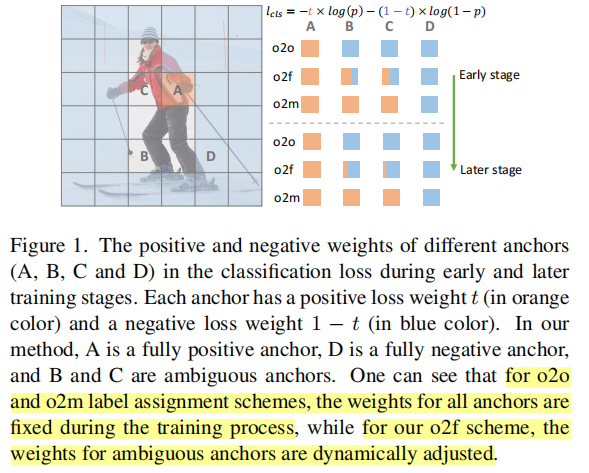 lcls = −t × log(p) − (1 − t) × log(1 − p)
A B C D
o2o
o2f
Early stage
o2m
o2o
o2f
Later stage
o2m
C A
B D
Figure 1. The positive and negative weights of different anchors
(A, B, C and D) in the classification loss during early and later
training stages. Each anchor has a positive loss weight t (in orange
color) and a negative loss weight 1 − t (in blue color). In our
method, A is a fully positive anchor, D is a fully negative anchor,
and B and C are ambiguous anchors. One can see that for o2o
and o2m label assignment schemes, the weights for all anchors are
fixed during the training process, while for our o2f scheme, the
weights for ambiguous anchors are dynamically adjusted.